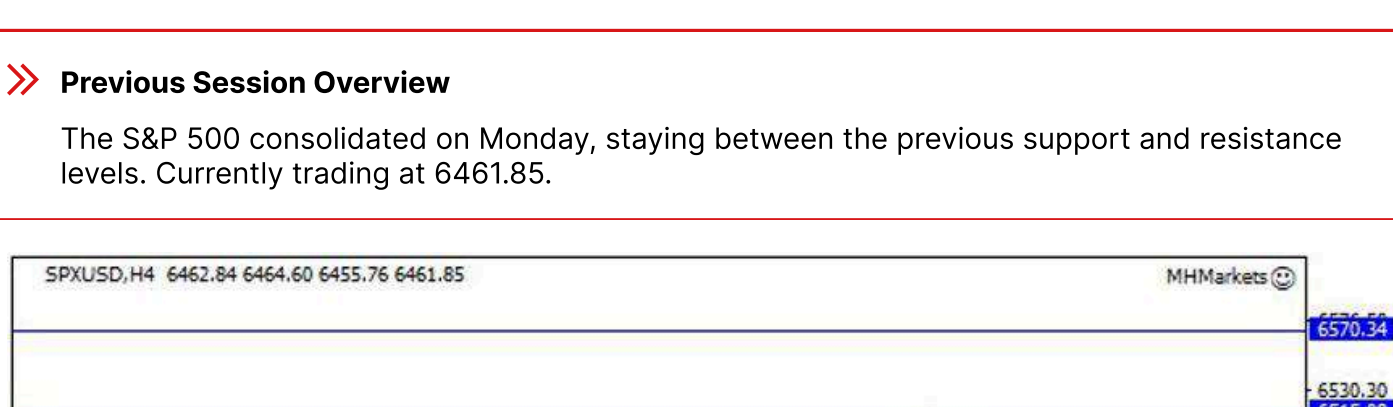 Previous Session Overview
The S&P 500 consolidated on Monday, staying between the previous support and resistance
levels. Currently trading at 6461.85.
SPXUSD,H4 6462.84 6464.60 6455.76 6461.85
MHMarkets
6570.34
6530.30